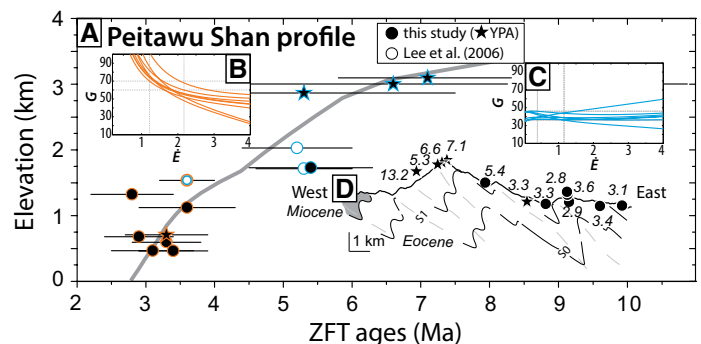 A Peitawu Shan profile
this study (★YPA)
Lee et al. (2006)
B
90
70
50
30
10
G
0 1 2 3 4
Ė
C
90
70
50
30
10
G
0 1 2 3 4
Ė
D
West
East
Miocene
Eocene
S1
S0
1 km
13.2
5.3
6.6
7.1
5.4
3.3
3.3
2.8
2.9
3.6
3.4
3.1
Elevation (km)
4
3
2
1
0
2 3 4 5 6 7 8 9 10
ZFT ages (Ma)